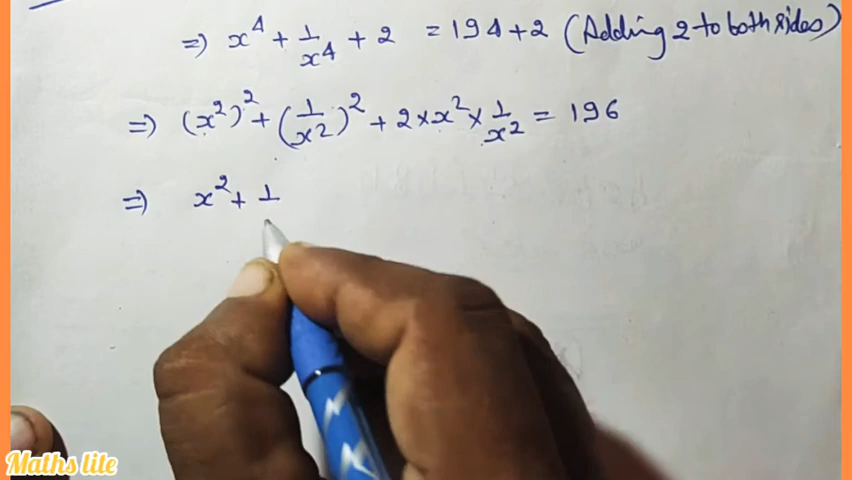 ⇒ x⁴ + 1/x⁴ + 2 = 194+2 (Adding 2 to both sides)
⇒ (x²)² + (1/x²)² + 2×x²×1/x² = 196
⇒ x² + 1
Maths lite